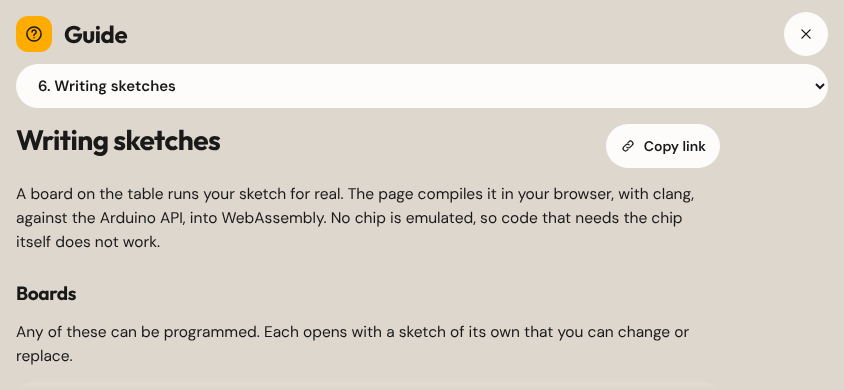 Guide
6. Writing sketches
Writing sketches
Copy link
A board on the table runs your sketch for real. The page compiles it in your browser, with clang,
against the Arduino API, into WebAssembly. No chip is emulated, so code that needs the chip
itself does not work.
Boards
Any of these can be programmed. Each opens with a sketch of its own that you can change or
replace.